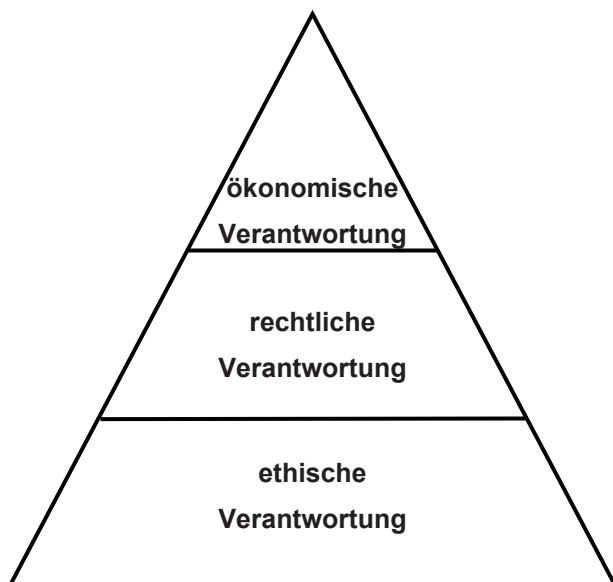 ökonomische
Verantwortung
rechtliche
Verantwortung
ethische
Verantwortung